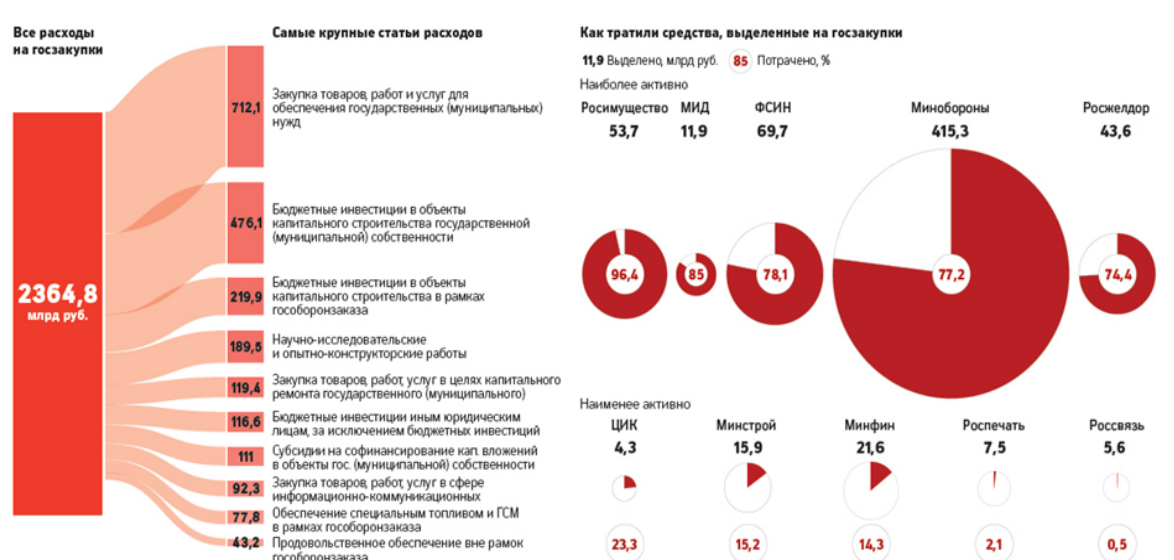 Все расходы
на госзакупки
2364,8
млрд руб.
Самые крупные статьи расходов
712,1
Закупка товаров, работ и услуг для
обеспечения государственных (муниципальных)
нужд
476,1
Бюджетные инвестиции в объекты
капитального строительства государственной
(муниципальной) собственности
219,9
Бюджетные инвестиции в объекты
капитального строительства в рамках
гособоронзаказа
189,5
Научно-исследовательские
и опытно-конструкторские работы
119,4
Закупка товаров, работ, услуг в целях капитального
ремонта государственного (муниципального)
116,6
Бюджетные инвестиции иным юридическим
лицам, за исключением бюджетных инвестиций
111
Субсидии на софинансирование кап. вложений
в объекты гос. (муниципальной) собственности
92,3
Закупка товаров, работ, услуг в сфере
информационно-коммуникационных
77,8
Обеспечение специальным топливом и ГСМ
в рамках гособоронзаказа
43,2
Продовольственное обеспечение вне рамок
гособоронзаказа
Как тратили средства, выделенные на госзакупки
11,9 Выделено, млрд руб. 85 Потрачено, %
Наиболее активно
Росимущество МИД ФСИН Минобороны Росжелдор
53,7 11,9 69,7 415,3 43,6
96,4 85 78,1 77,2 74,4
Наименее активно
ЦИК Минстрой Минфин Роспечать Россвязь
4,3 15,9 21,6 7,5 5,6
23,3 15,2 14,3 2,1 0,5